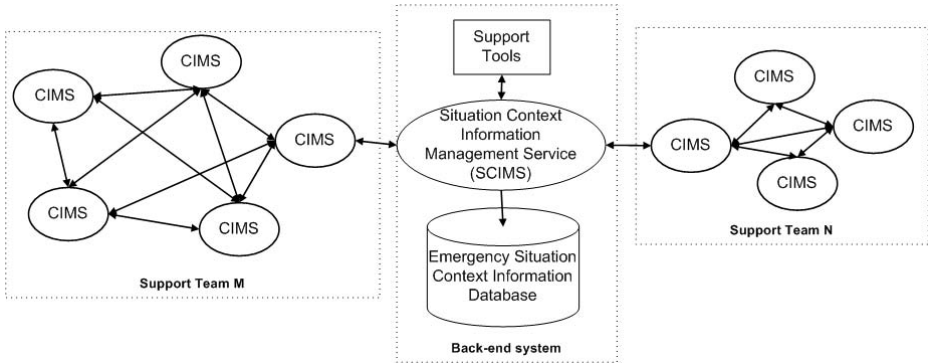 CIMS
CIMS
CIMS
CIMS
CIMS
Support Team M
Support
Tools
Situation Context
Information
Management Service
(SCIMS)
Emergency Situation
Context Information
Database
Back-end system
CIMS
CIMS
CIMS
CIMS
Support Team N